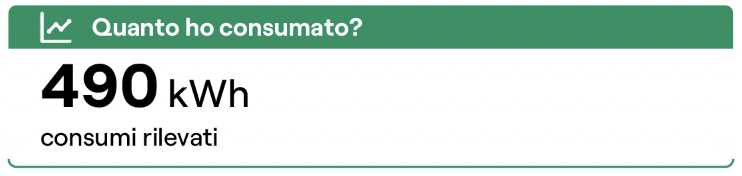 Quanto ho consumato?
490 kWh
consumi rilevati